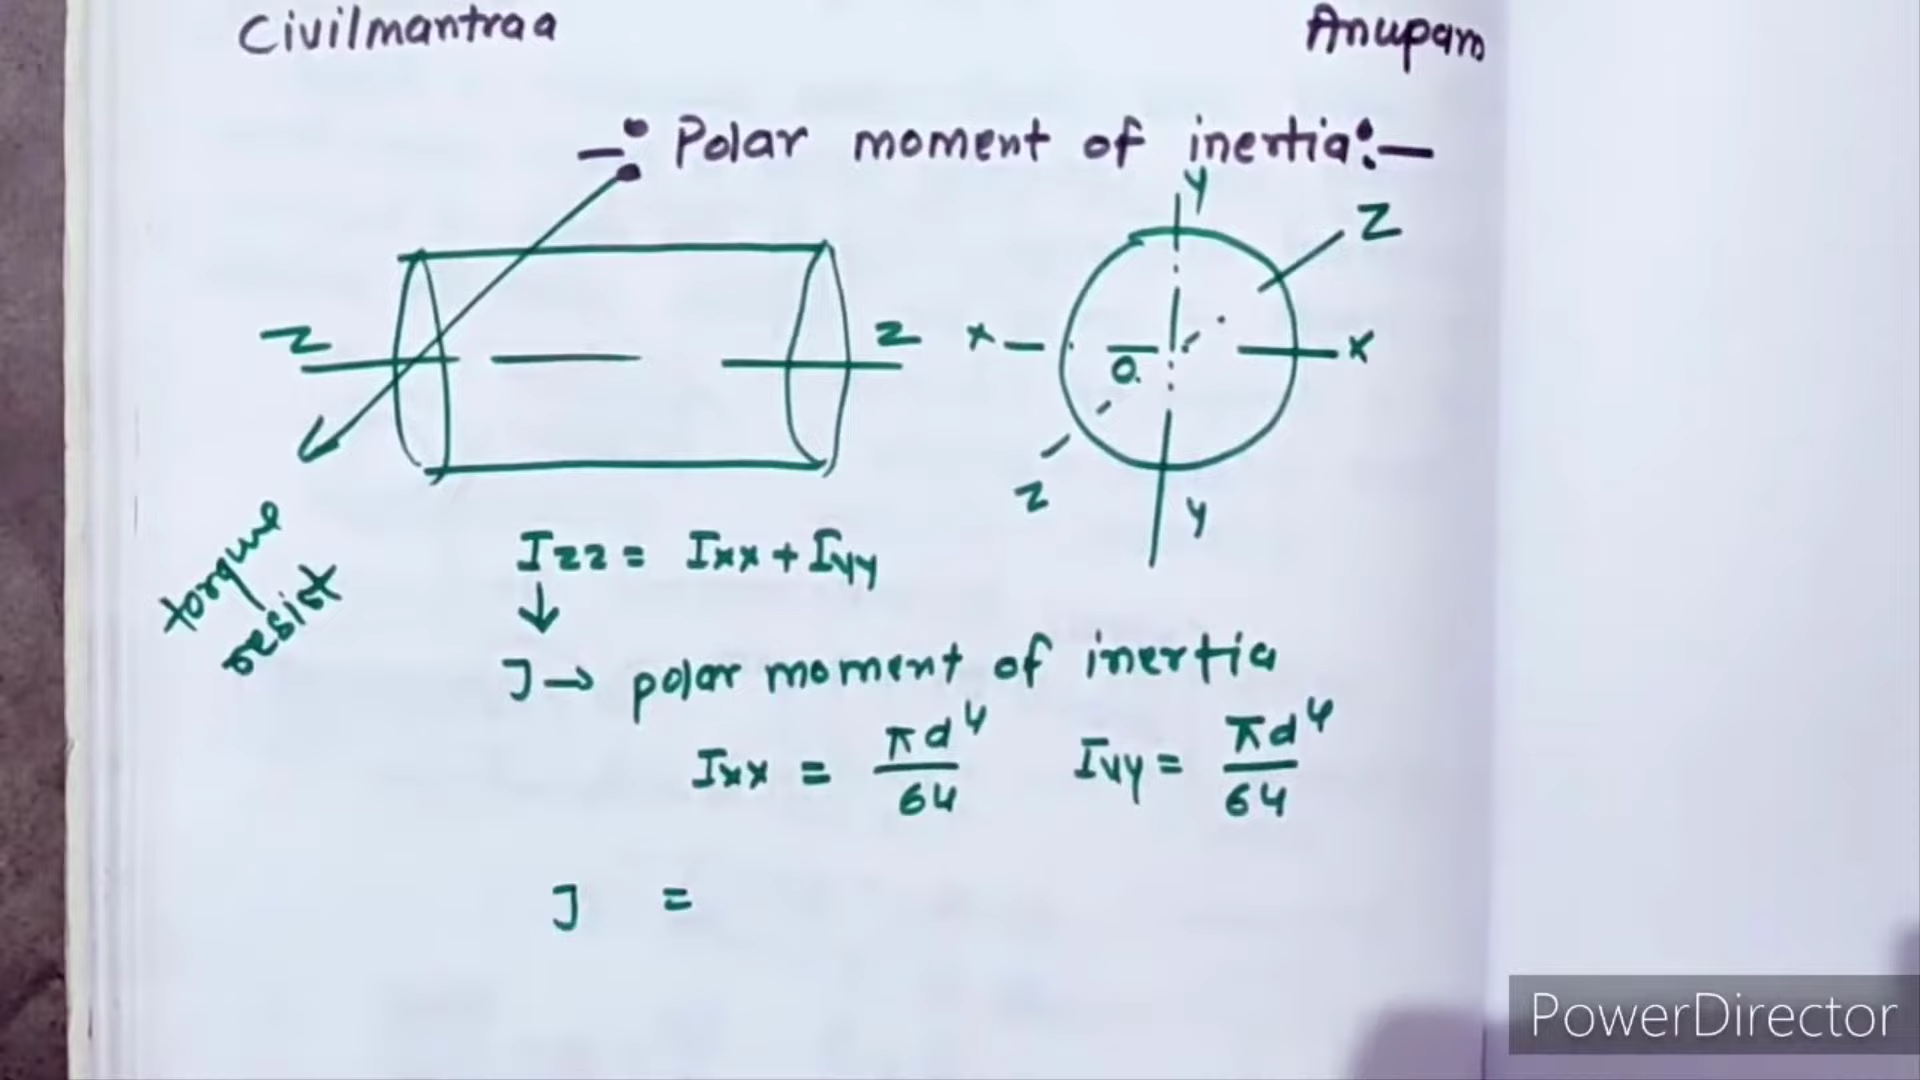 Civilmantraa
Anupam
-: Polar moment of inertia:-
y
Z
Z
Z
x
x
O.
Z
y
torque
resist
Izz = Ixx + Iyy
↓
J → polar moment of inertia
Ixx = πd⁴/64 Iyy = πd⁴/64
J =
PowerDirector